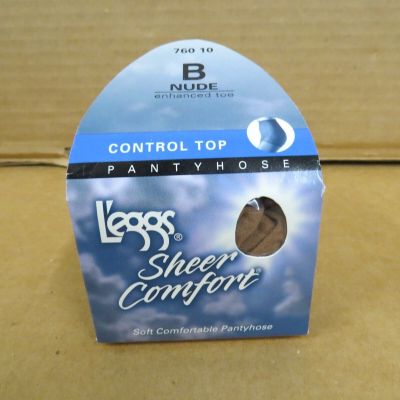 760 10
B
NUDE
enhanced toe
CONTROL TOP
PANTYHOSE
L'eggs®
Sheer
Comfort®
Soft Comfortable Pantyhose